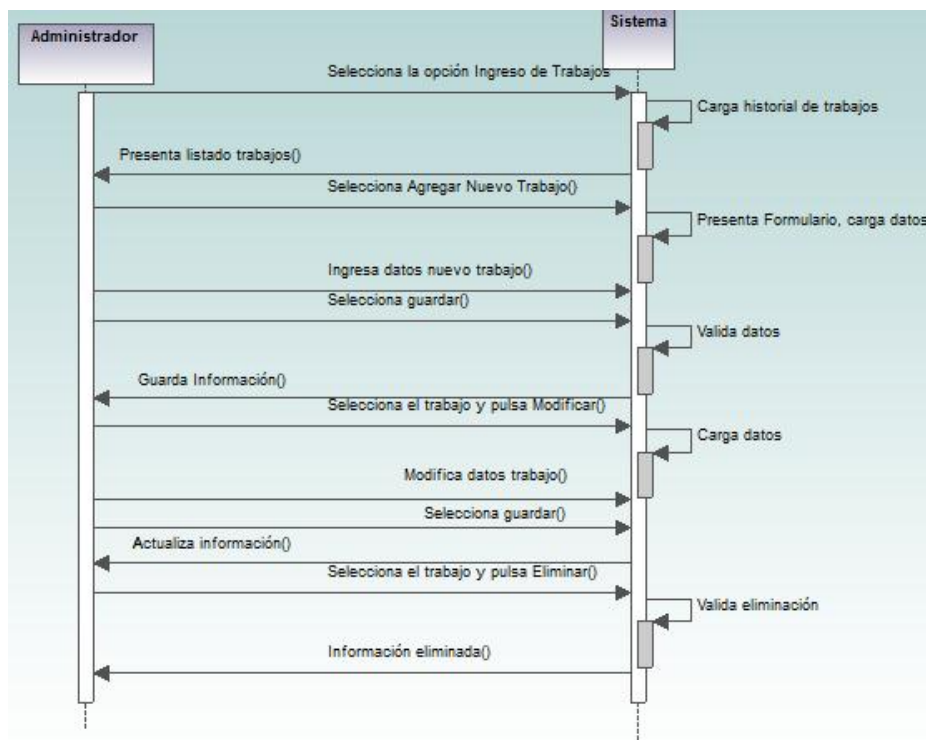 Administrador
Sistema
Selecciona la opción Ingreso de Trabajos
Carga historial de trabajos
Presenta listado trabajos()
Selecciona Agregar Nuevo Trabajo()
Presenta Formulario, carga datos
Ingresa datos nuevo trabajo()
Selecciona guardar()
Valida datos
Guarda Información()
Selecciona el trabajo y pulsa Modificar()
Carga datos
Modifica datos trabajo()
Selecciona guardar()
Actualiza información()
Selecciona el trabajo y pulsa Eliminar()
Valida eliminación
Información eliminada()